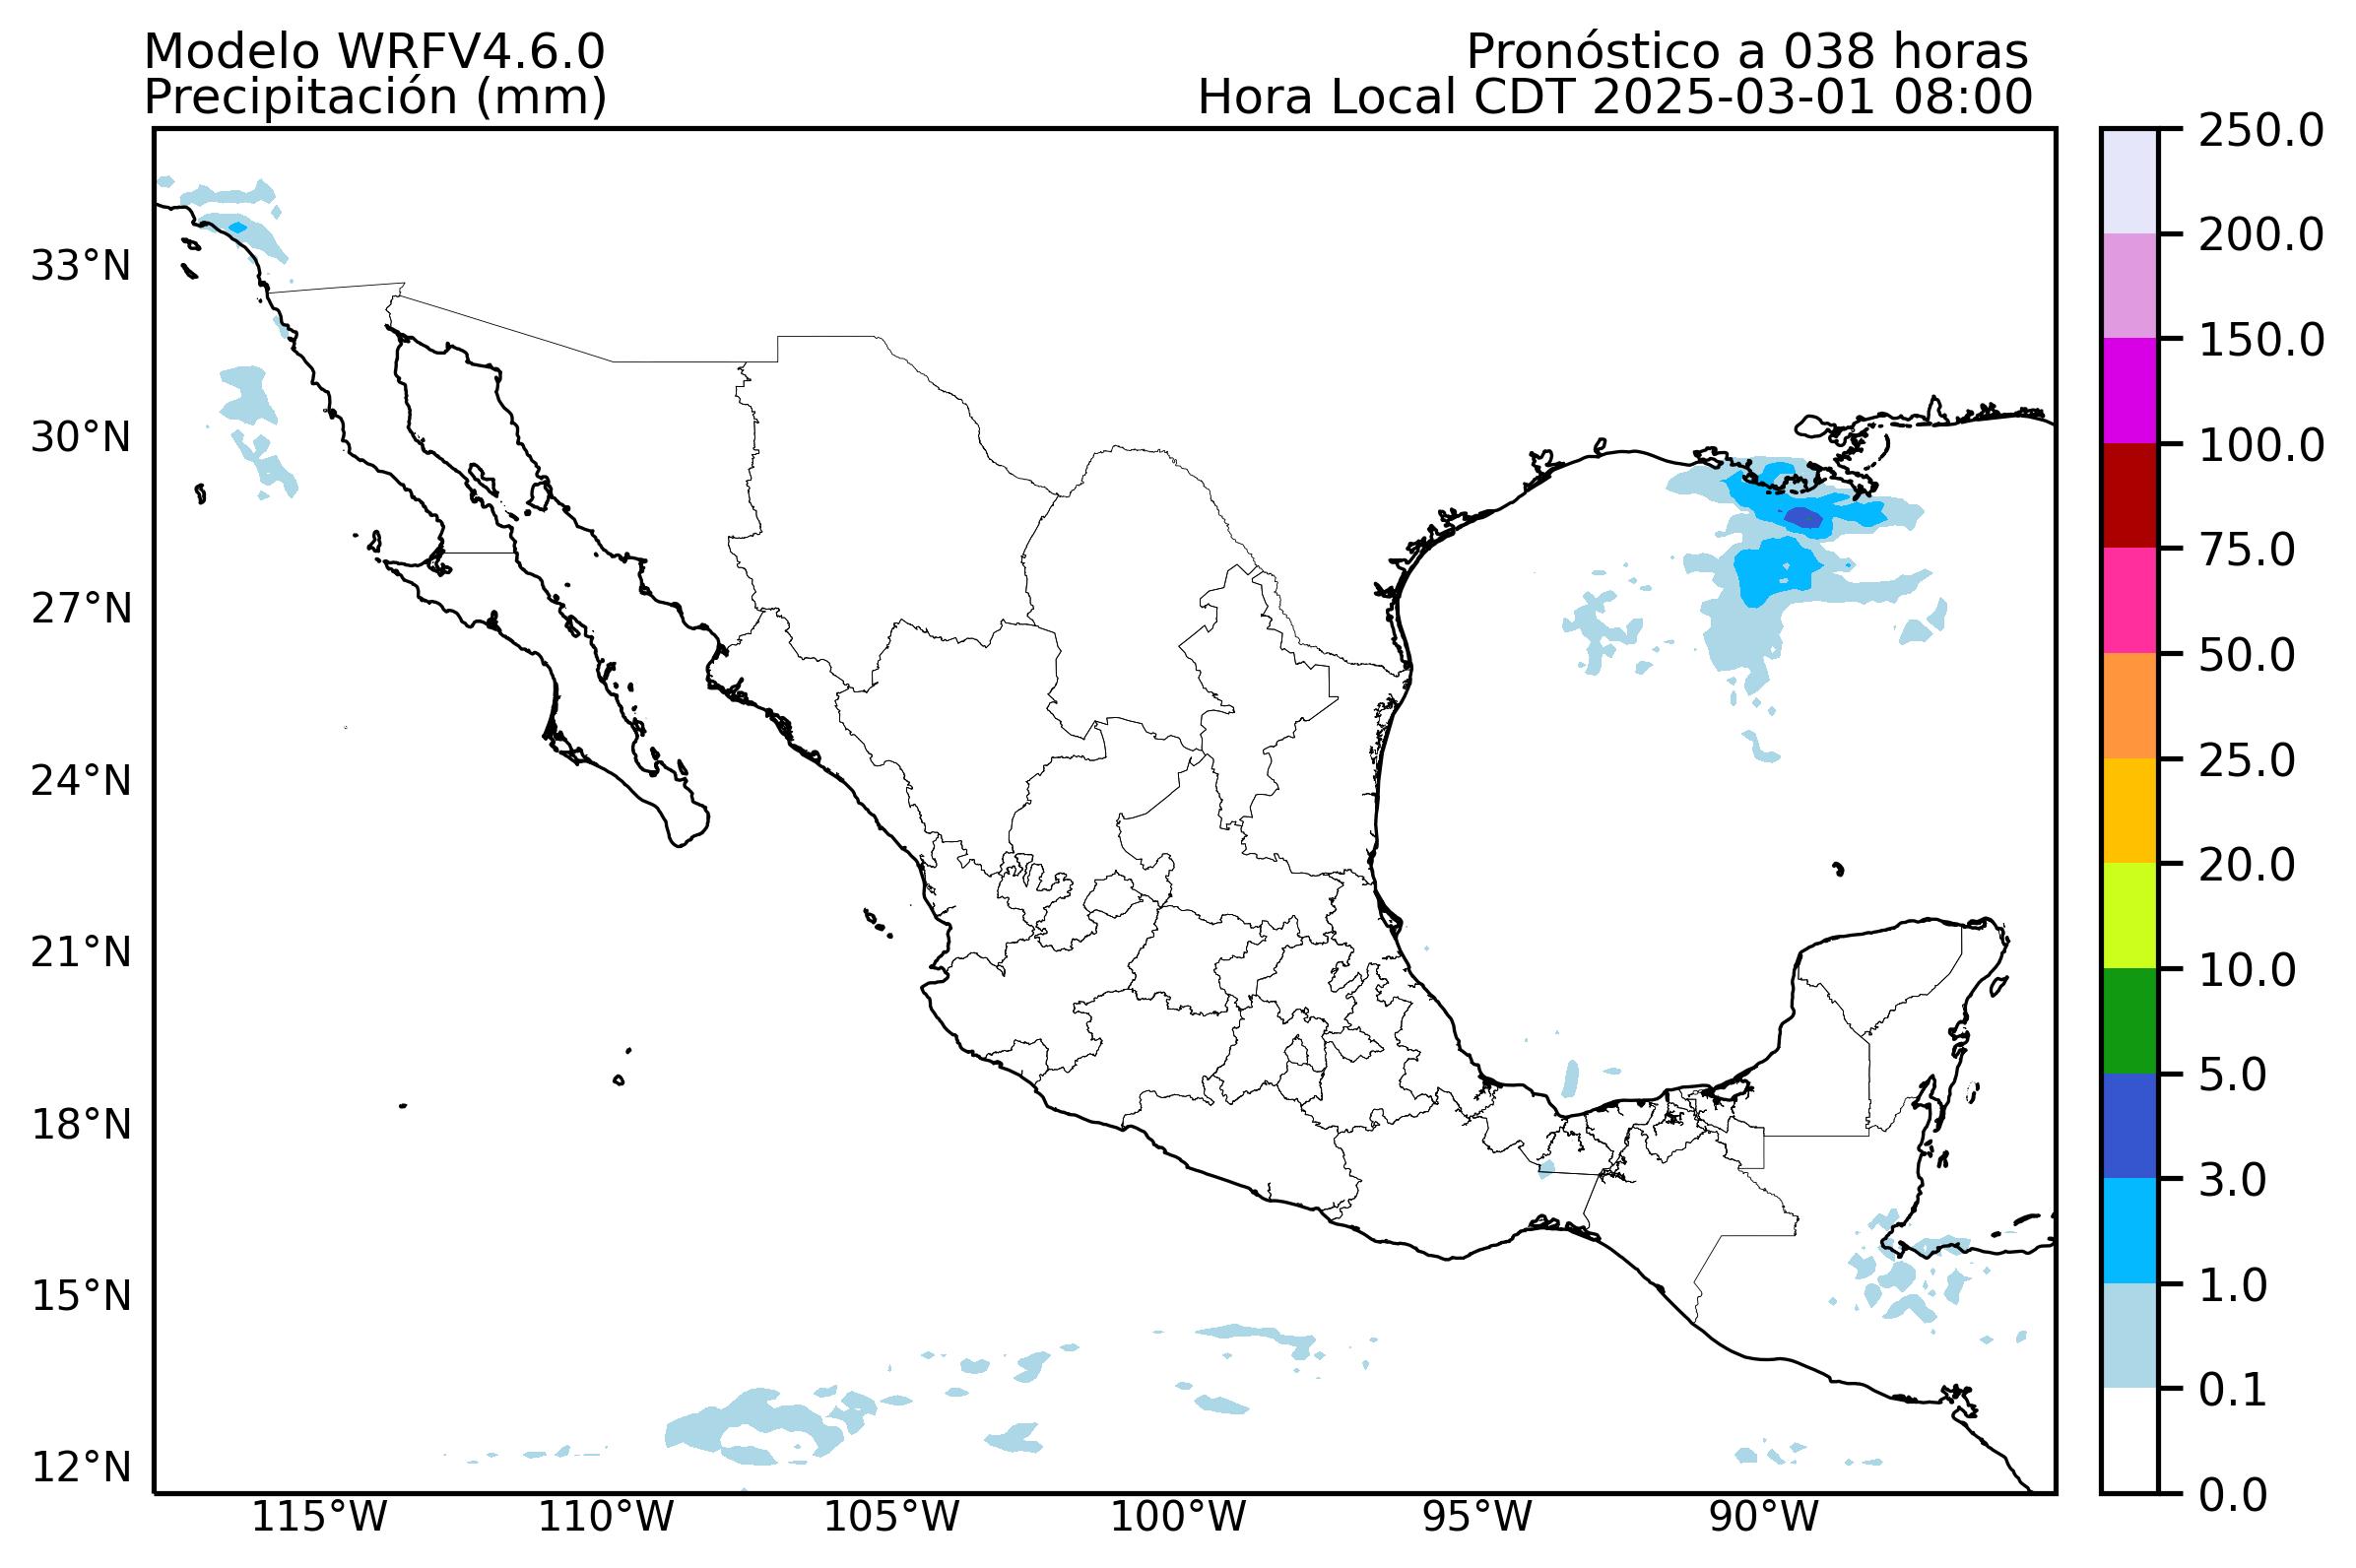 Modelo WRFV4.6.0
Pronóstico a 038 horas
Precipitación (mm)
Hora Local CDT 2025-03-01 08:00
33°N
30°N
27°N
24°N
21°N
18°N
15°N
12°N
115°W
110°W
105°W
100°W
95°W
90°W
250.0
200.0
150.0
100.0
75.0
50.0
25.0
20.0
10.0
5.0
3.0
1.0
0.1
0.0